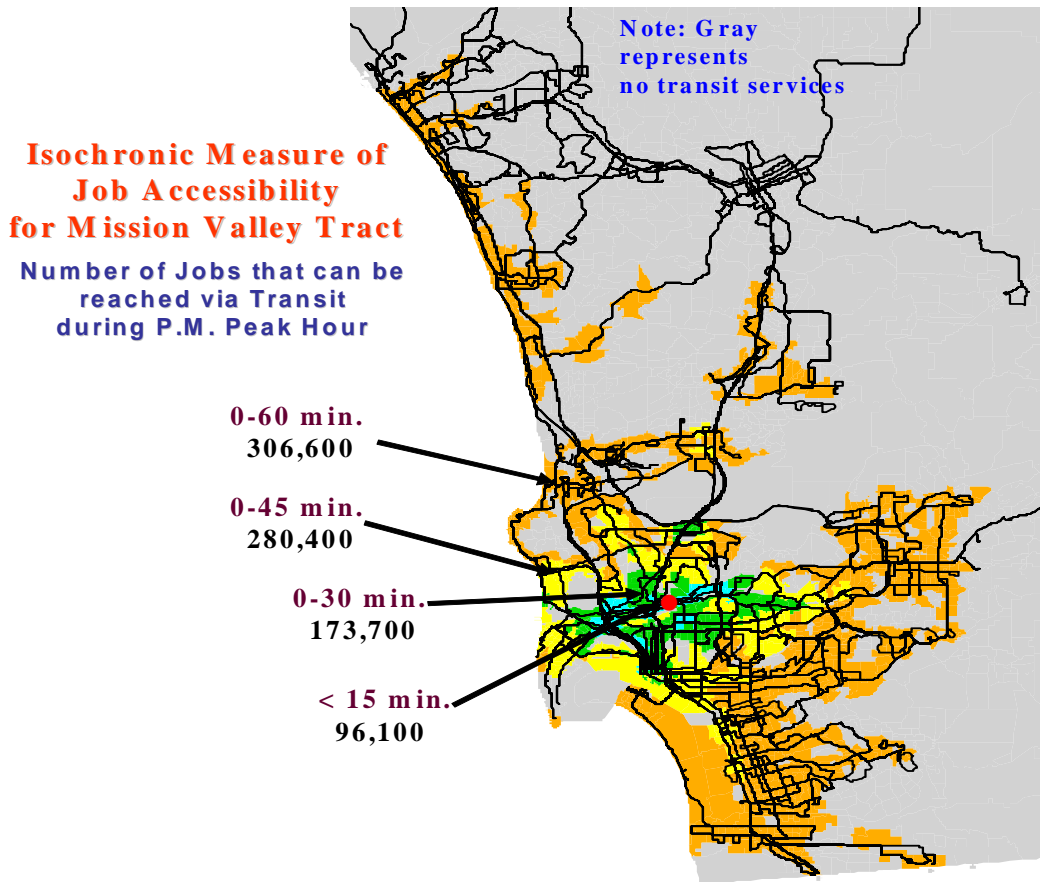 Note: Gray
represents
no transit services
Isochronic Measure of
Job Accessibility
for Mission Valley Tract
Number of Jobs that can be
reached via Transit
during P.M. Peak Hour
0-60 min.
306,600
0-45 min.
280,400
0-30 min.
173,700
< 15 min.
96,100